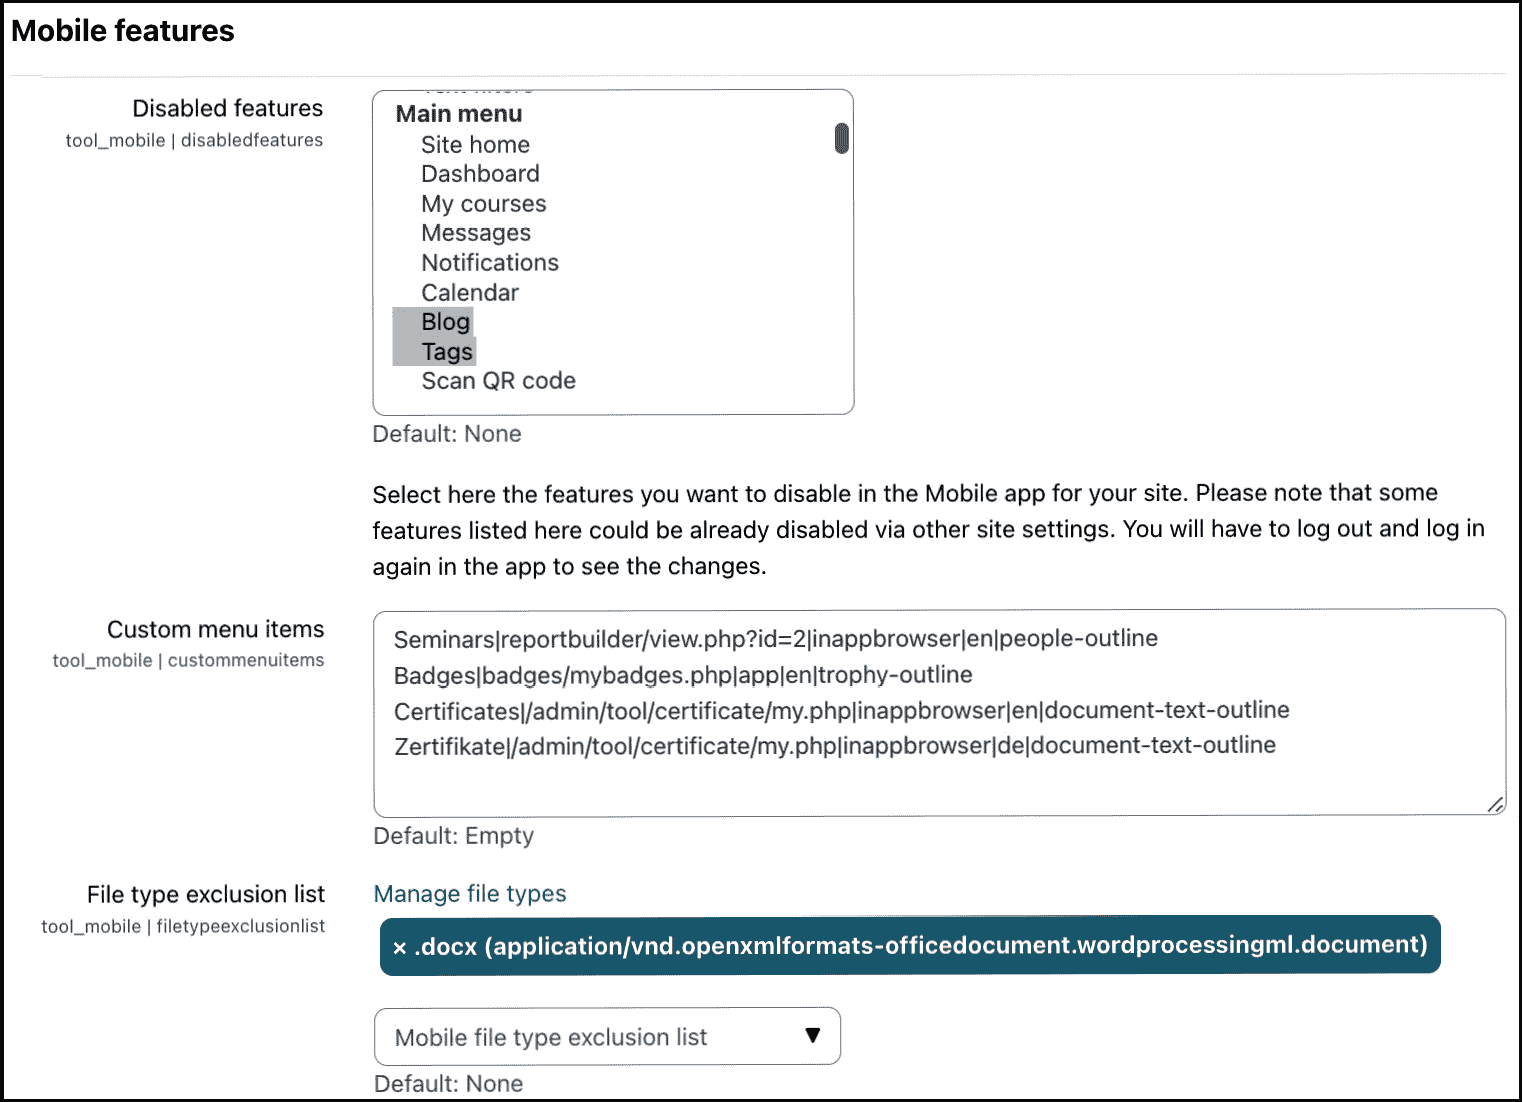 Mobile features
Disabled features
tool_mobile | disabledfeatures
Main menu
Site home
Dashboard
My courses
Messages
Notifications
Calendar
Blog
Tags
Scan QR code
Default: None
Select here the features you want to disable in the Mobile app for your site. Please note that some
features listed here could be already disabled via other site settings. You will have to log out and log in
again in the app to see the changes.
Custom menu items
tool_mobile | custommenuitems
Seminars|reportbuilder/view.php?id=2|inappbrowser|en|people-outline
Badges|badges/mybadges.php|app|en|trophy-outline
Certificates|/admin/tool/certificate/my.php|inappbrowser|en|document-text-outline
Zertifikate|/admin/tool/certificate/my.php|inappbrowser|de|document-text-outline
Default: Empty
File type exclusion list
tool_mobile | filetypeexclusionlist
Manage file types
× .docx (application/vnd.openxmlformats-officedocument.wordprocessingml.document)
Mobile file type exclusion list
Default: None